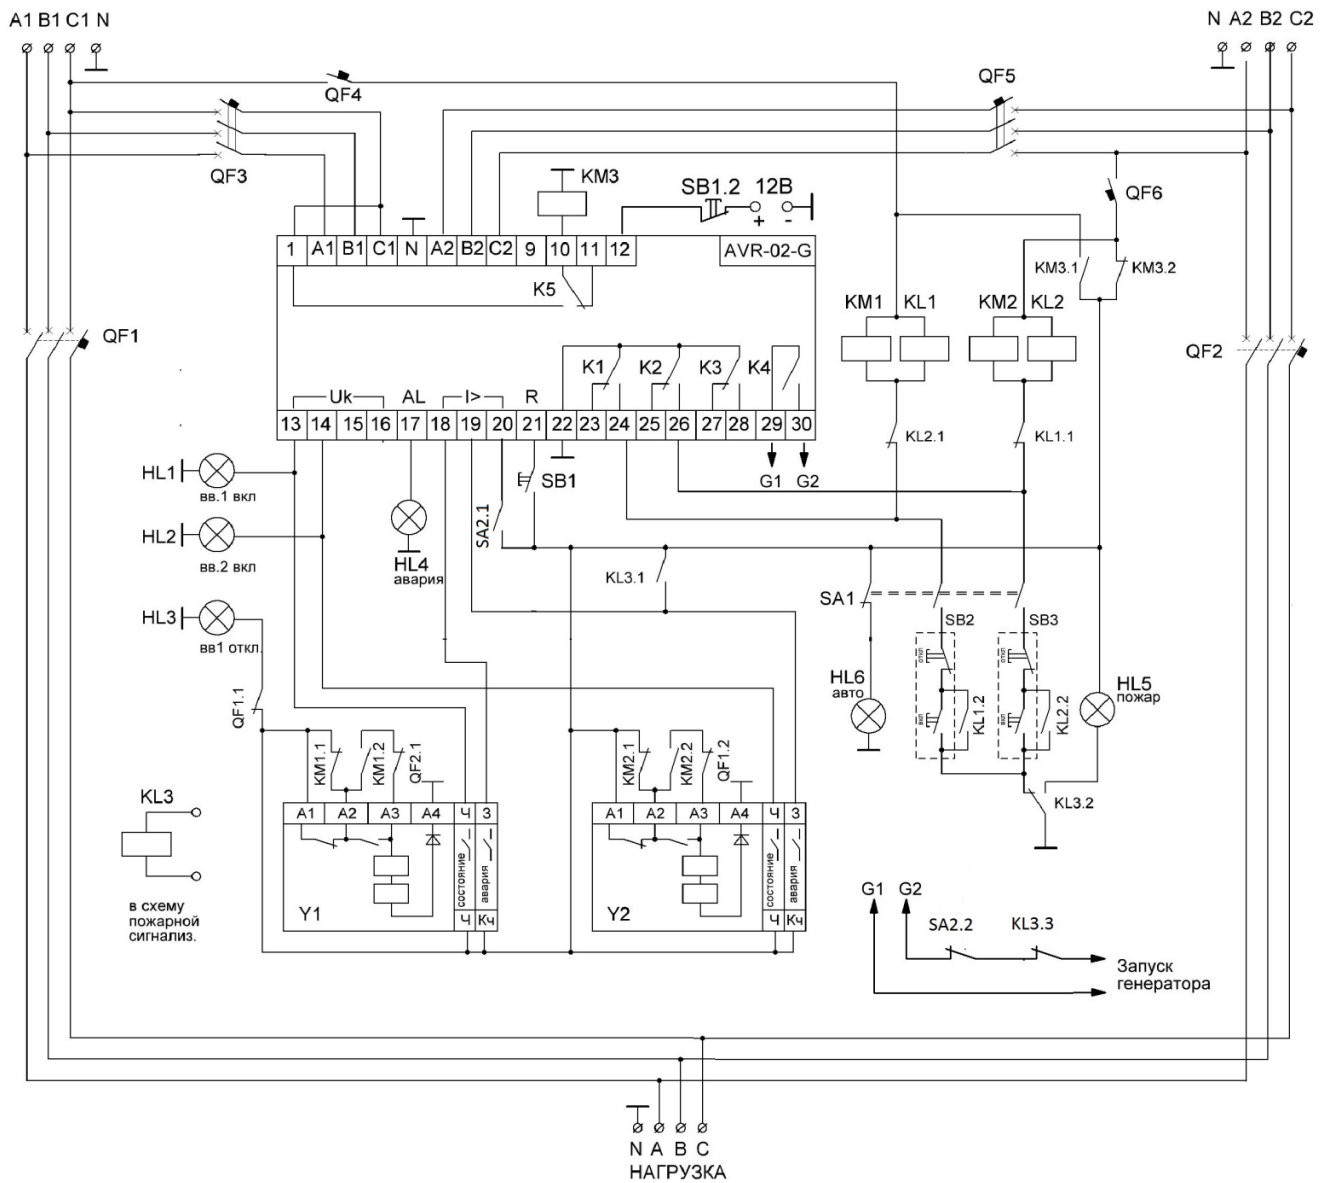 A1 B1 C1 N
N A2 B2 C2
QF4
QF5
QF3
QF6
KM3
SB1.2 12В
+ -
1 A1 B1 C1 N A2 B2 C2 9 10 11 12 AVR-02-G
K5
KM3.1 KM3.2
KM1 KL1 KM2 KL2
QF1
QF2
K1 K2 K3 K4
Uk AL I> R
13 14 15 16 17 18 19 20 21 22 23 24 25 26 27 28 29 30
KL2.1 KL1.1
G1 G2
HL1
вв.1 вкл
SB1
SA2.1
HL2
вв.2 вкл
HL4
авария
KL3.1
SA1
HL3
вв1 откл.
SB2 SB3
откл откл
HL6
авто
HL5
пожар
QF1.1
вкл KL1.2 вкл KL2.2
KM1.1 KM1.2 QF2.1
KM2.1 KM2.2 QF1.2
KL3
KL3.2
A1 A2 A3 A4 Ч З
A1 A2 A3 A4 Ч З
состояние авария
состояние авария
Y1 Ч Кч
Y2 Ч Кч
в схему
пожарной
сигнализ.
G1 G2
SA2.2 KL3.3
Запуск
генератора
N A B C
НАГРУЗКА